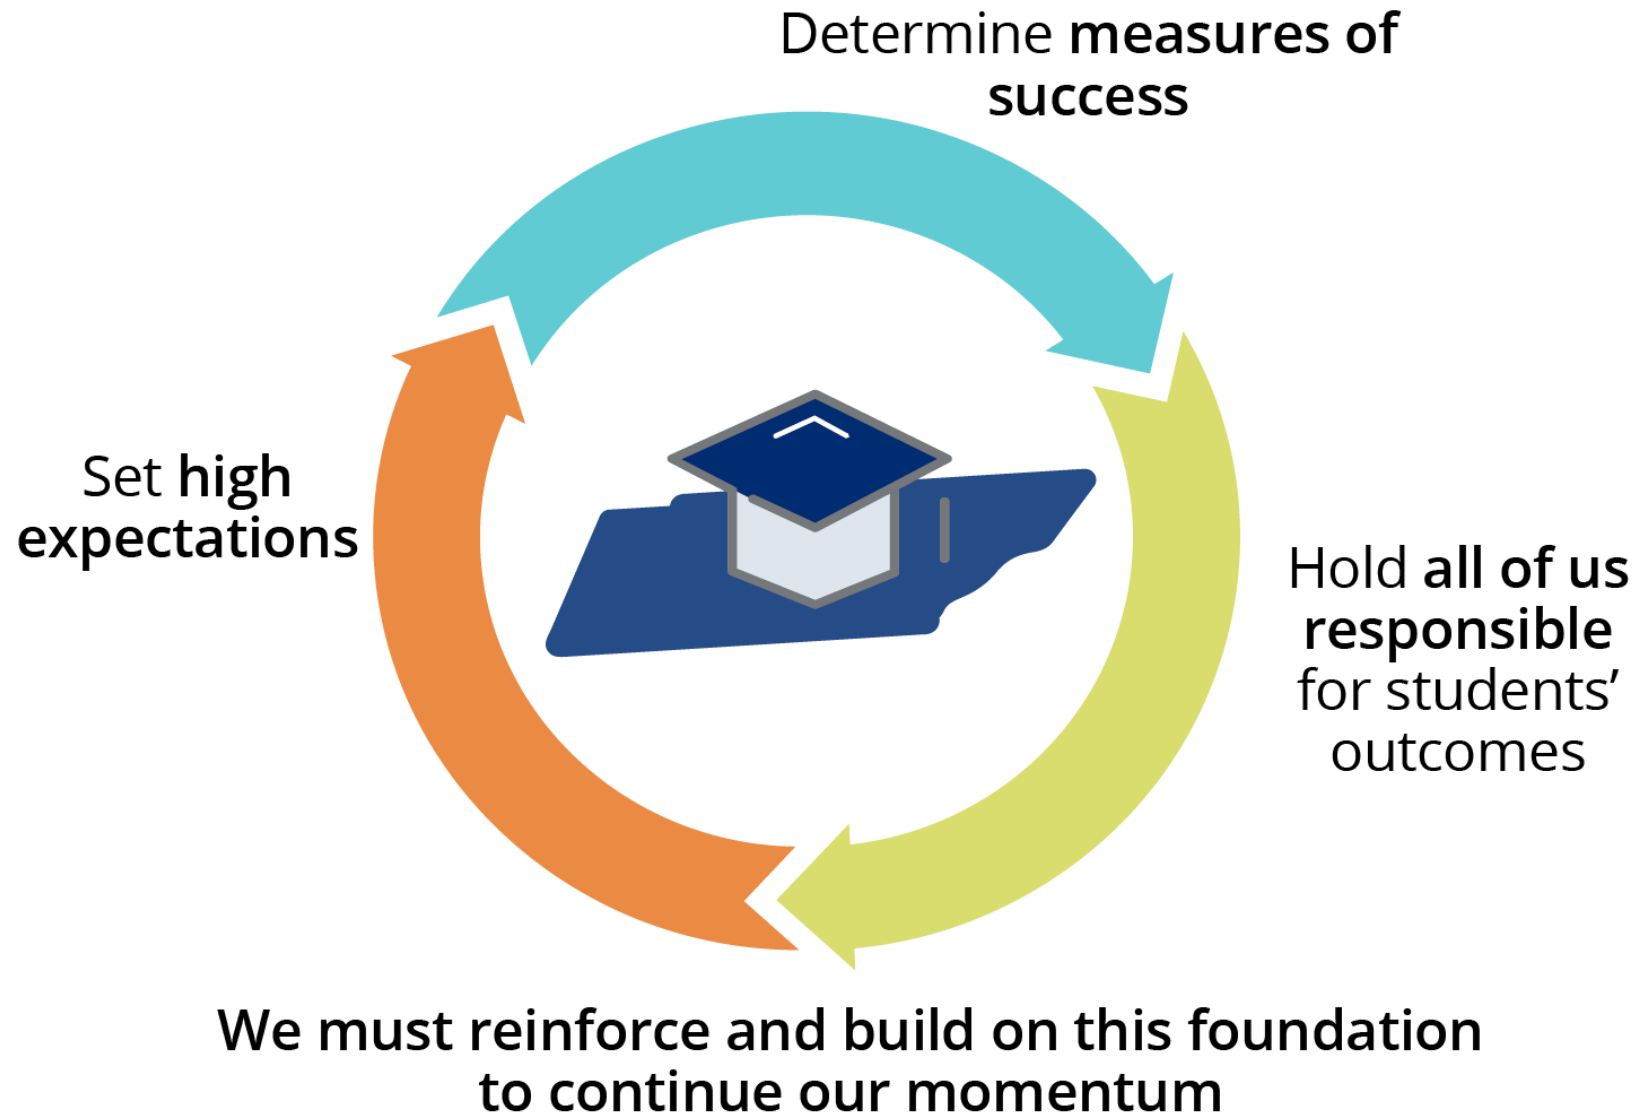 Determine measures of
success
Set high
expectations
Hold all of us
responsible
for students’
outcomes
We must reinforce and build on this foundation
to continue our momentum